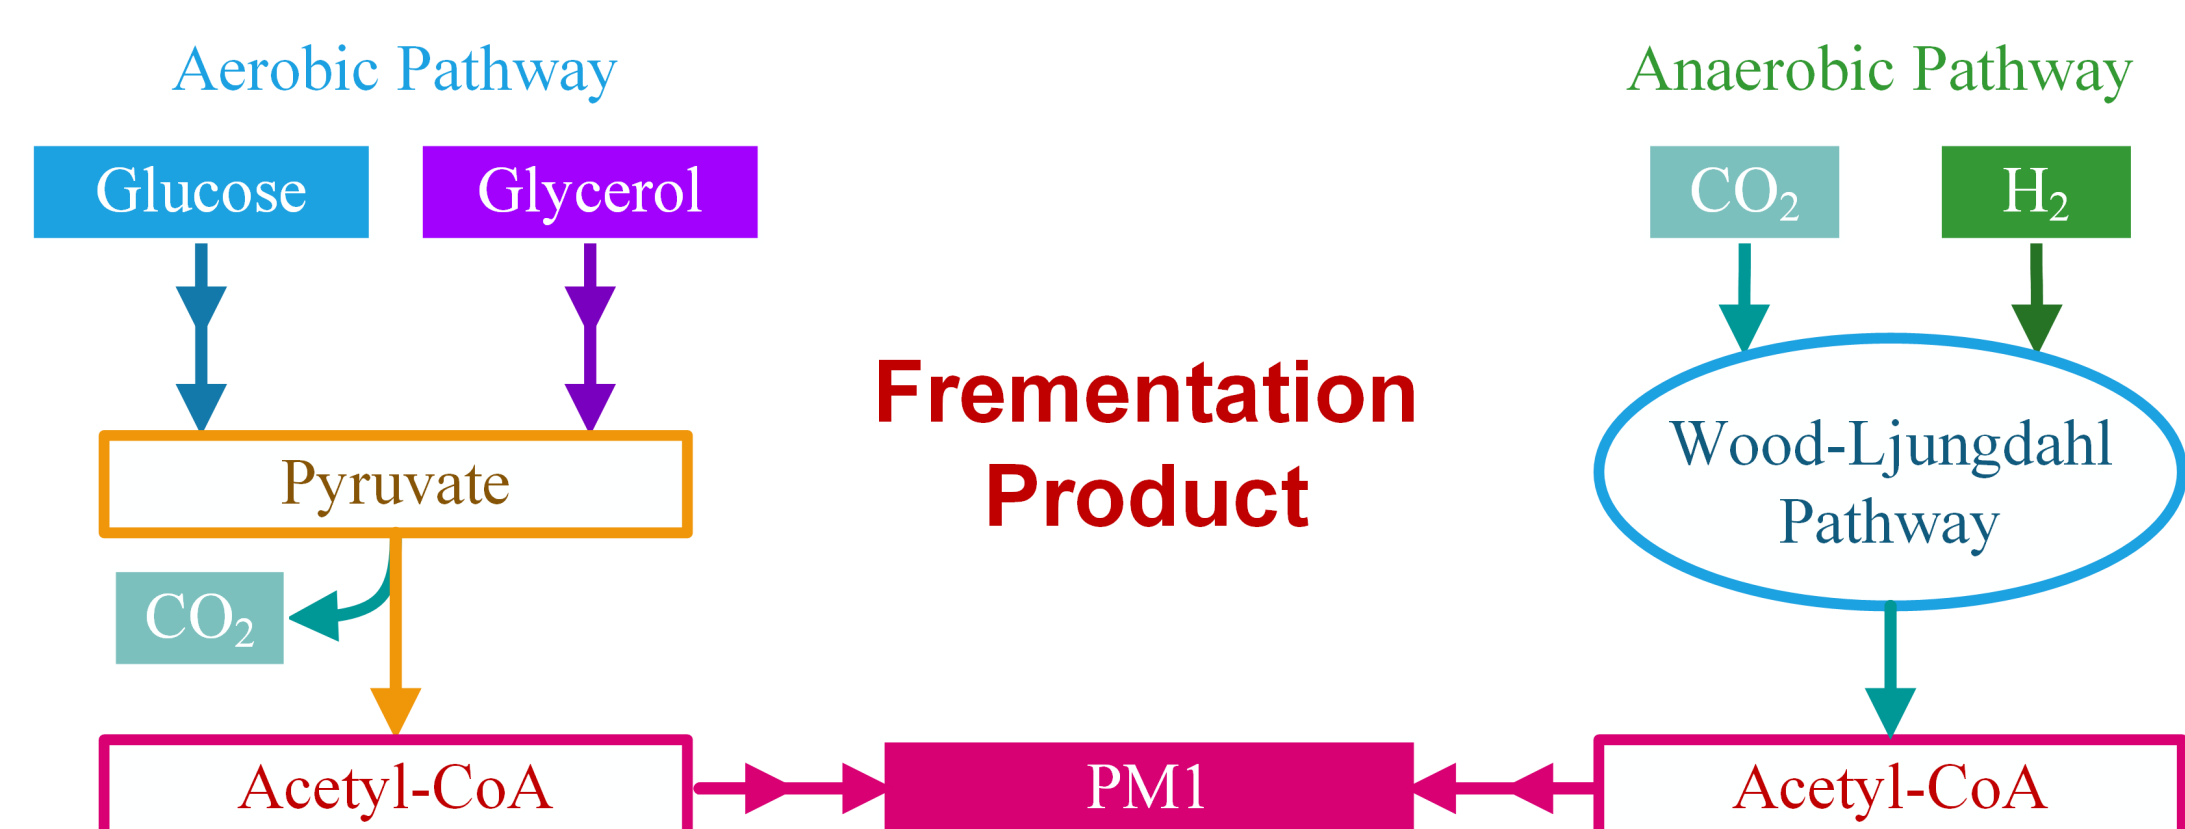 Aerobic Pathway
Anaerobic Pathway
Glucose
Glycerol
CO₂
H₂
Frementation
Product
Wood-Ljungdahl
Pathway
Pyruvate
CO₂
Acetyl-CoA
PM1
Acetyl-CoA